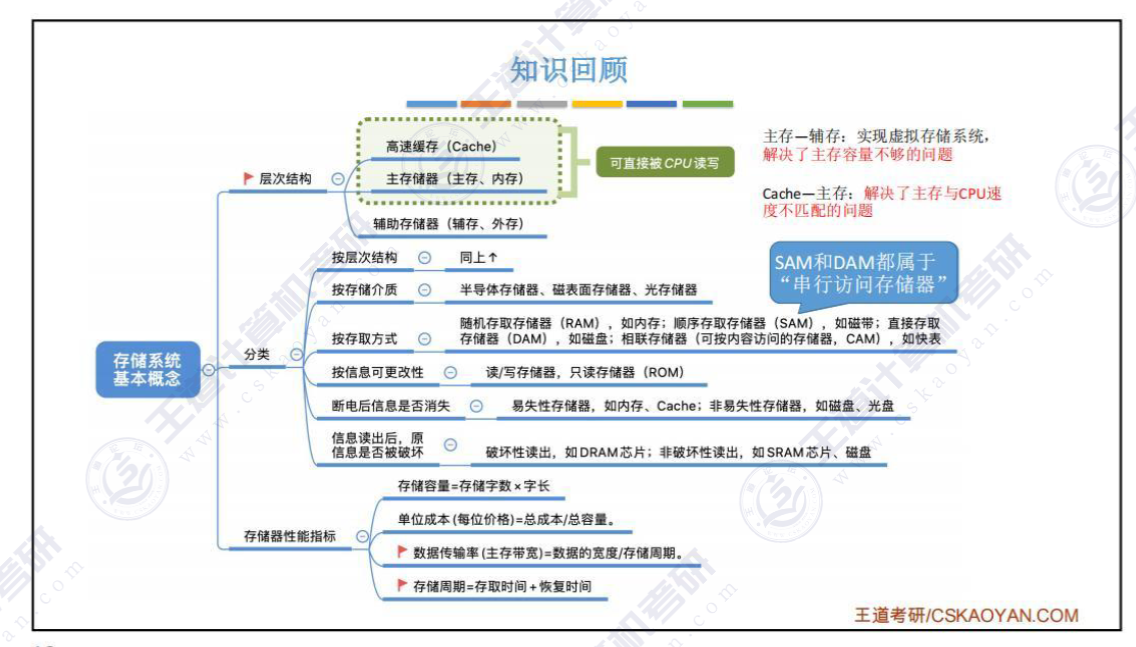 知识回顾
高速缓存（Cache）
主存储器（主存、内存）
辅助存储器（辅存、外存）
层次结构
可直接被CPU读写
主存—辅存：实现虚拟存储系统，
解决了主存容量不够的问题
Cache—主存：解决了主存与CPU速
度不匹配的问题
SAM和DAM都属于
“串行访问存储器”
存储系统
基本概念
分类
按层次结构
同上↑
按存储介质
半导体存储器、磁表面存储器、光存储器
按存取方式
随机存取存储器（RAM），如内存；顺序存取存储器（SAM），如磁带；直接存取
存储器（DAM），如磁盘；相联存储器（可按内容访问的存储器，CAM），如快表
按信息可更改性
读/写存储器，只读存储器（ROM）
断电后信息是否消失
易失性存储器，如内存、Cache；非易失性存储器，如磁盘、光盘
信息读出后，原
信息是否被破坏
破坏性读出，如DRAM芯片；非破坏性读出，如SRAM芯片、磁盘
存储器性能指标
存储容量=存储字数×字长
单位成本(每位价格)=总成本/总容量。
数据传输率(主存带宽)=数据的宽度/存储周期。
存储周期=存取时间+恢复时间
王道考研/CSKAOYAN.COM
王道计算机考研
www.cskaoyan.com